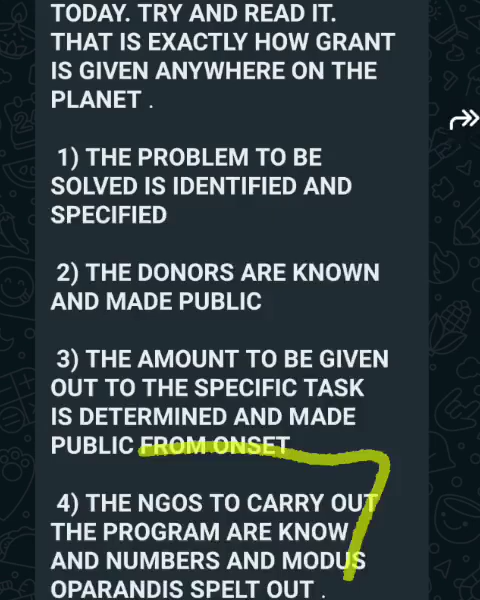 TODAY. TRY AND READ IT.
THAT IS EXACTLY HOW GRANT
IS GIVEN ANYWHERE ON THE
PLANET .
1) THE PROBLEM TO BE
SOLVED IS IDENTIFIED AND
SPECIFIED
2) THE DONORS ARE KNOWN
AND MADE PUBLIC
3) THE AMOUNT TO BE GIVEN
OUT TO THE SPECIFIC TASK
IS DETERMINED AND MADE
PUBLIC FROM ONSET
4) THE NGOS TO CARRY OUT
THE PROGRAM ARE KNOW
AND NUMBERS AND MODUS
OPARANDIS SPELT OUT .